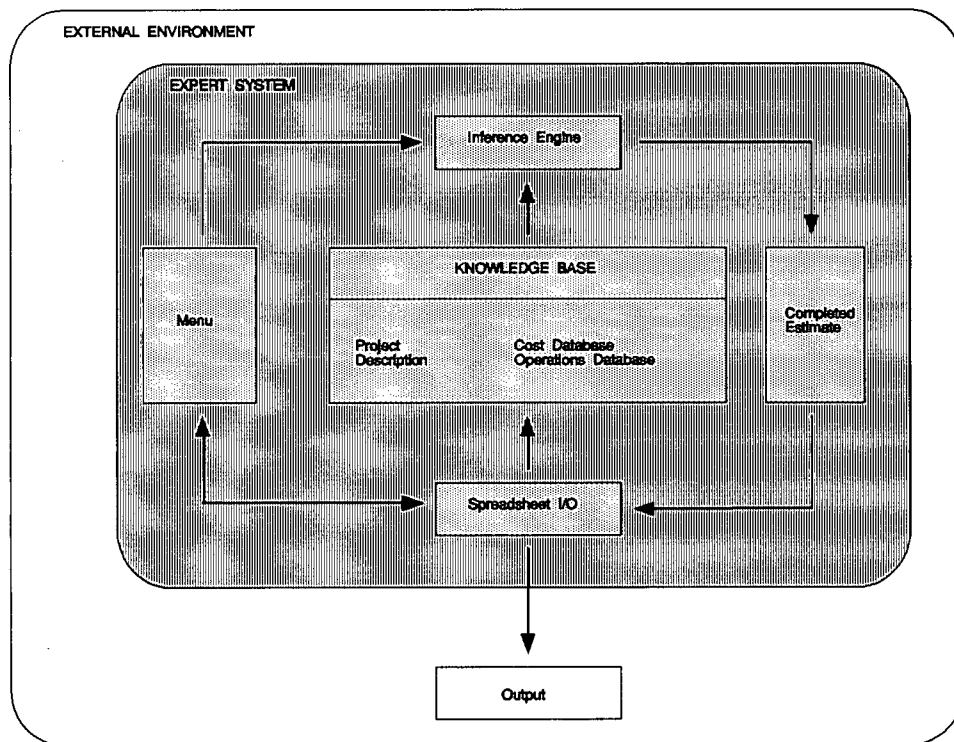 EXTERNAL ENVIRONMENT
EXPERT SYSTEM
Inference Engine
KNOWLEDGE BASE
Menu
Project
Description
Cost Database
Operations Database
Completed
Estimate
Spreadsheet I/O
Output